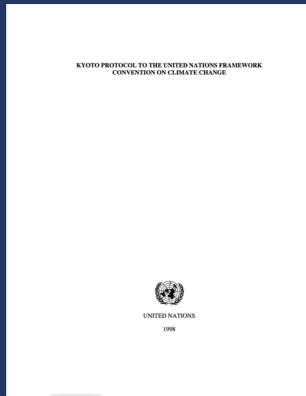 KYOTO PROTOCOL TO THE UNITED NATIONS FRAMEWORK
CONVENTION ON CLIMATE CHANGE
UNITED NATIONS
1998